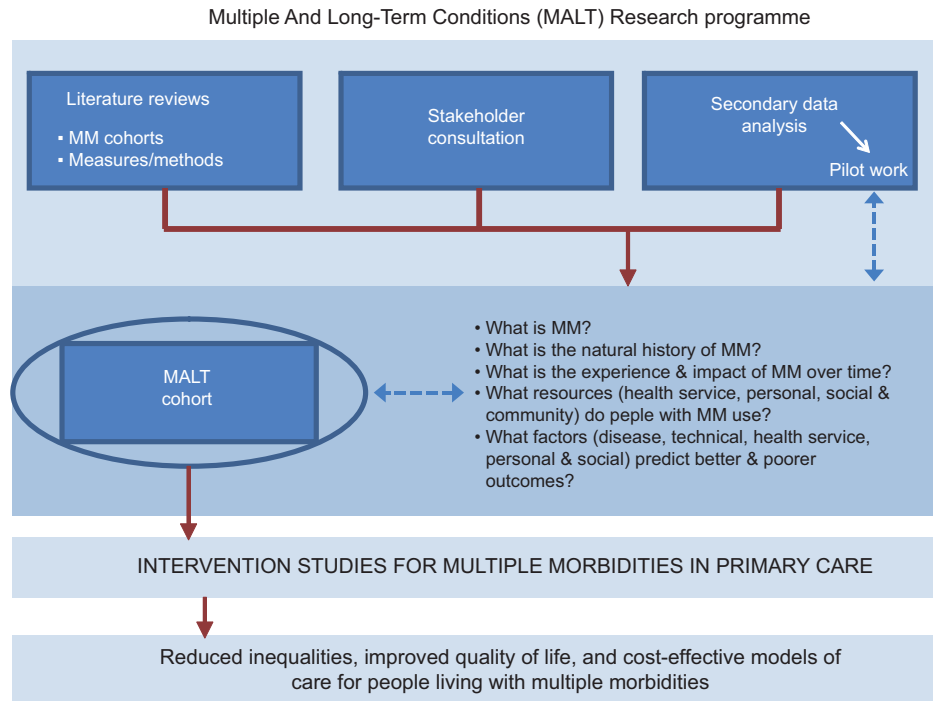 Multiple And Long-Term Conditions (MALT) Research programme
Literature reviews
▪ MM cohorts
▪ Measures/methods
Stakeholder
consultation
Secondary data
analysis
Pilot work
MALT
cohort
• What is MM?
• What is the natural history of MM?
• What is the experience & impact of MM over time?
• What resources (health service, personal, social &
community) do peple with MM use?
• What factors (disease, technical, health service,
personal & social) predict better & poorer
outcomes?
INTERVENTION STUDIES FOR MULTIPLE MORBIDITIES IN PRIMARY CARE
Reduced inequalities, improved quality of life, and cost-effective models of
care for people living with multiple morbidities